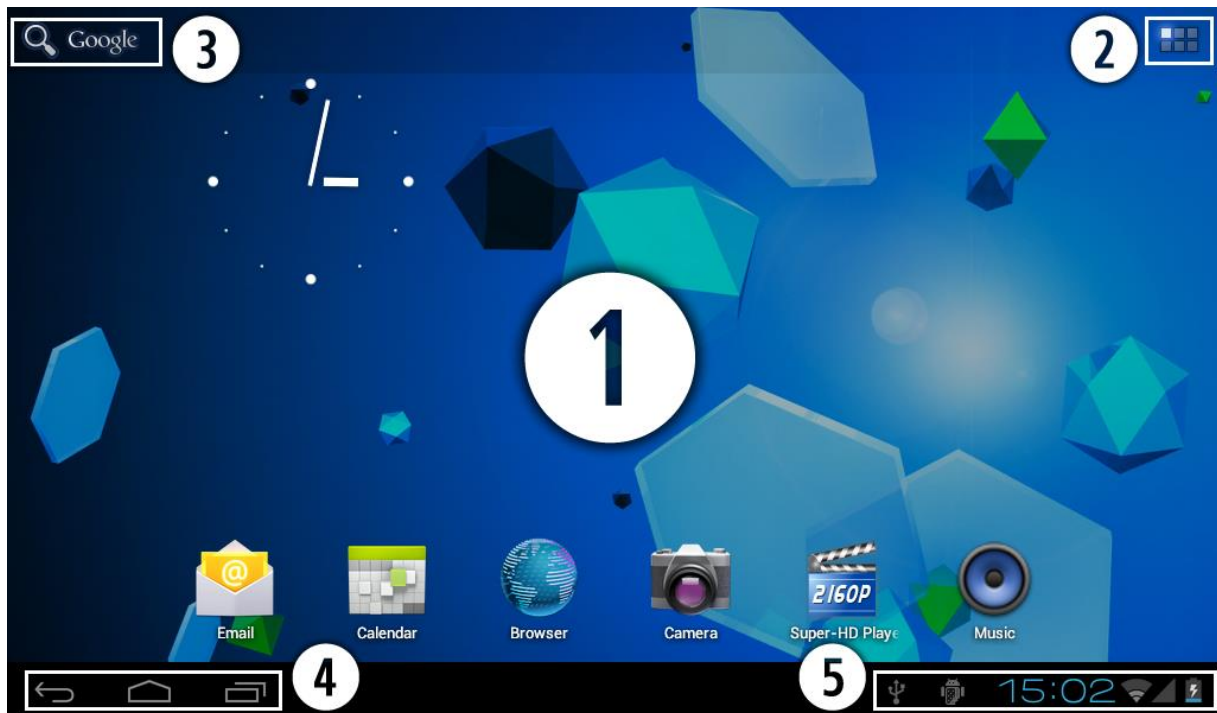 Google
3
2
1
2160P
Email
Calendar
Browser
Camera
Super-HD Playe
Music
4
5
15:02